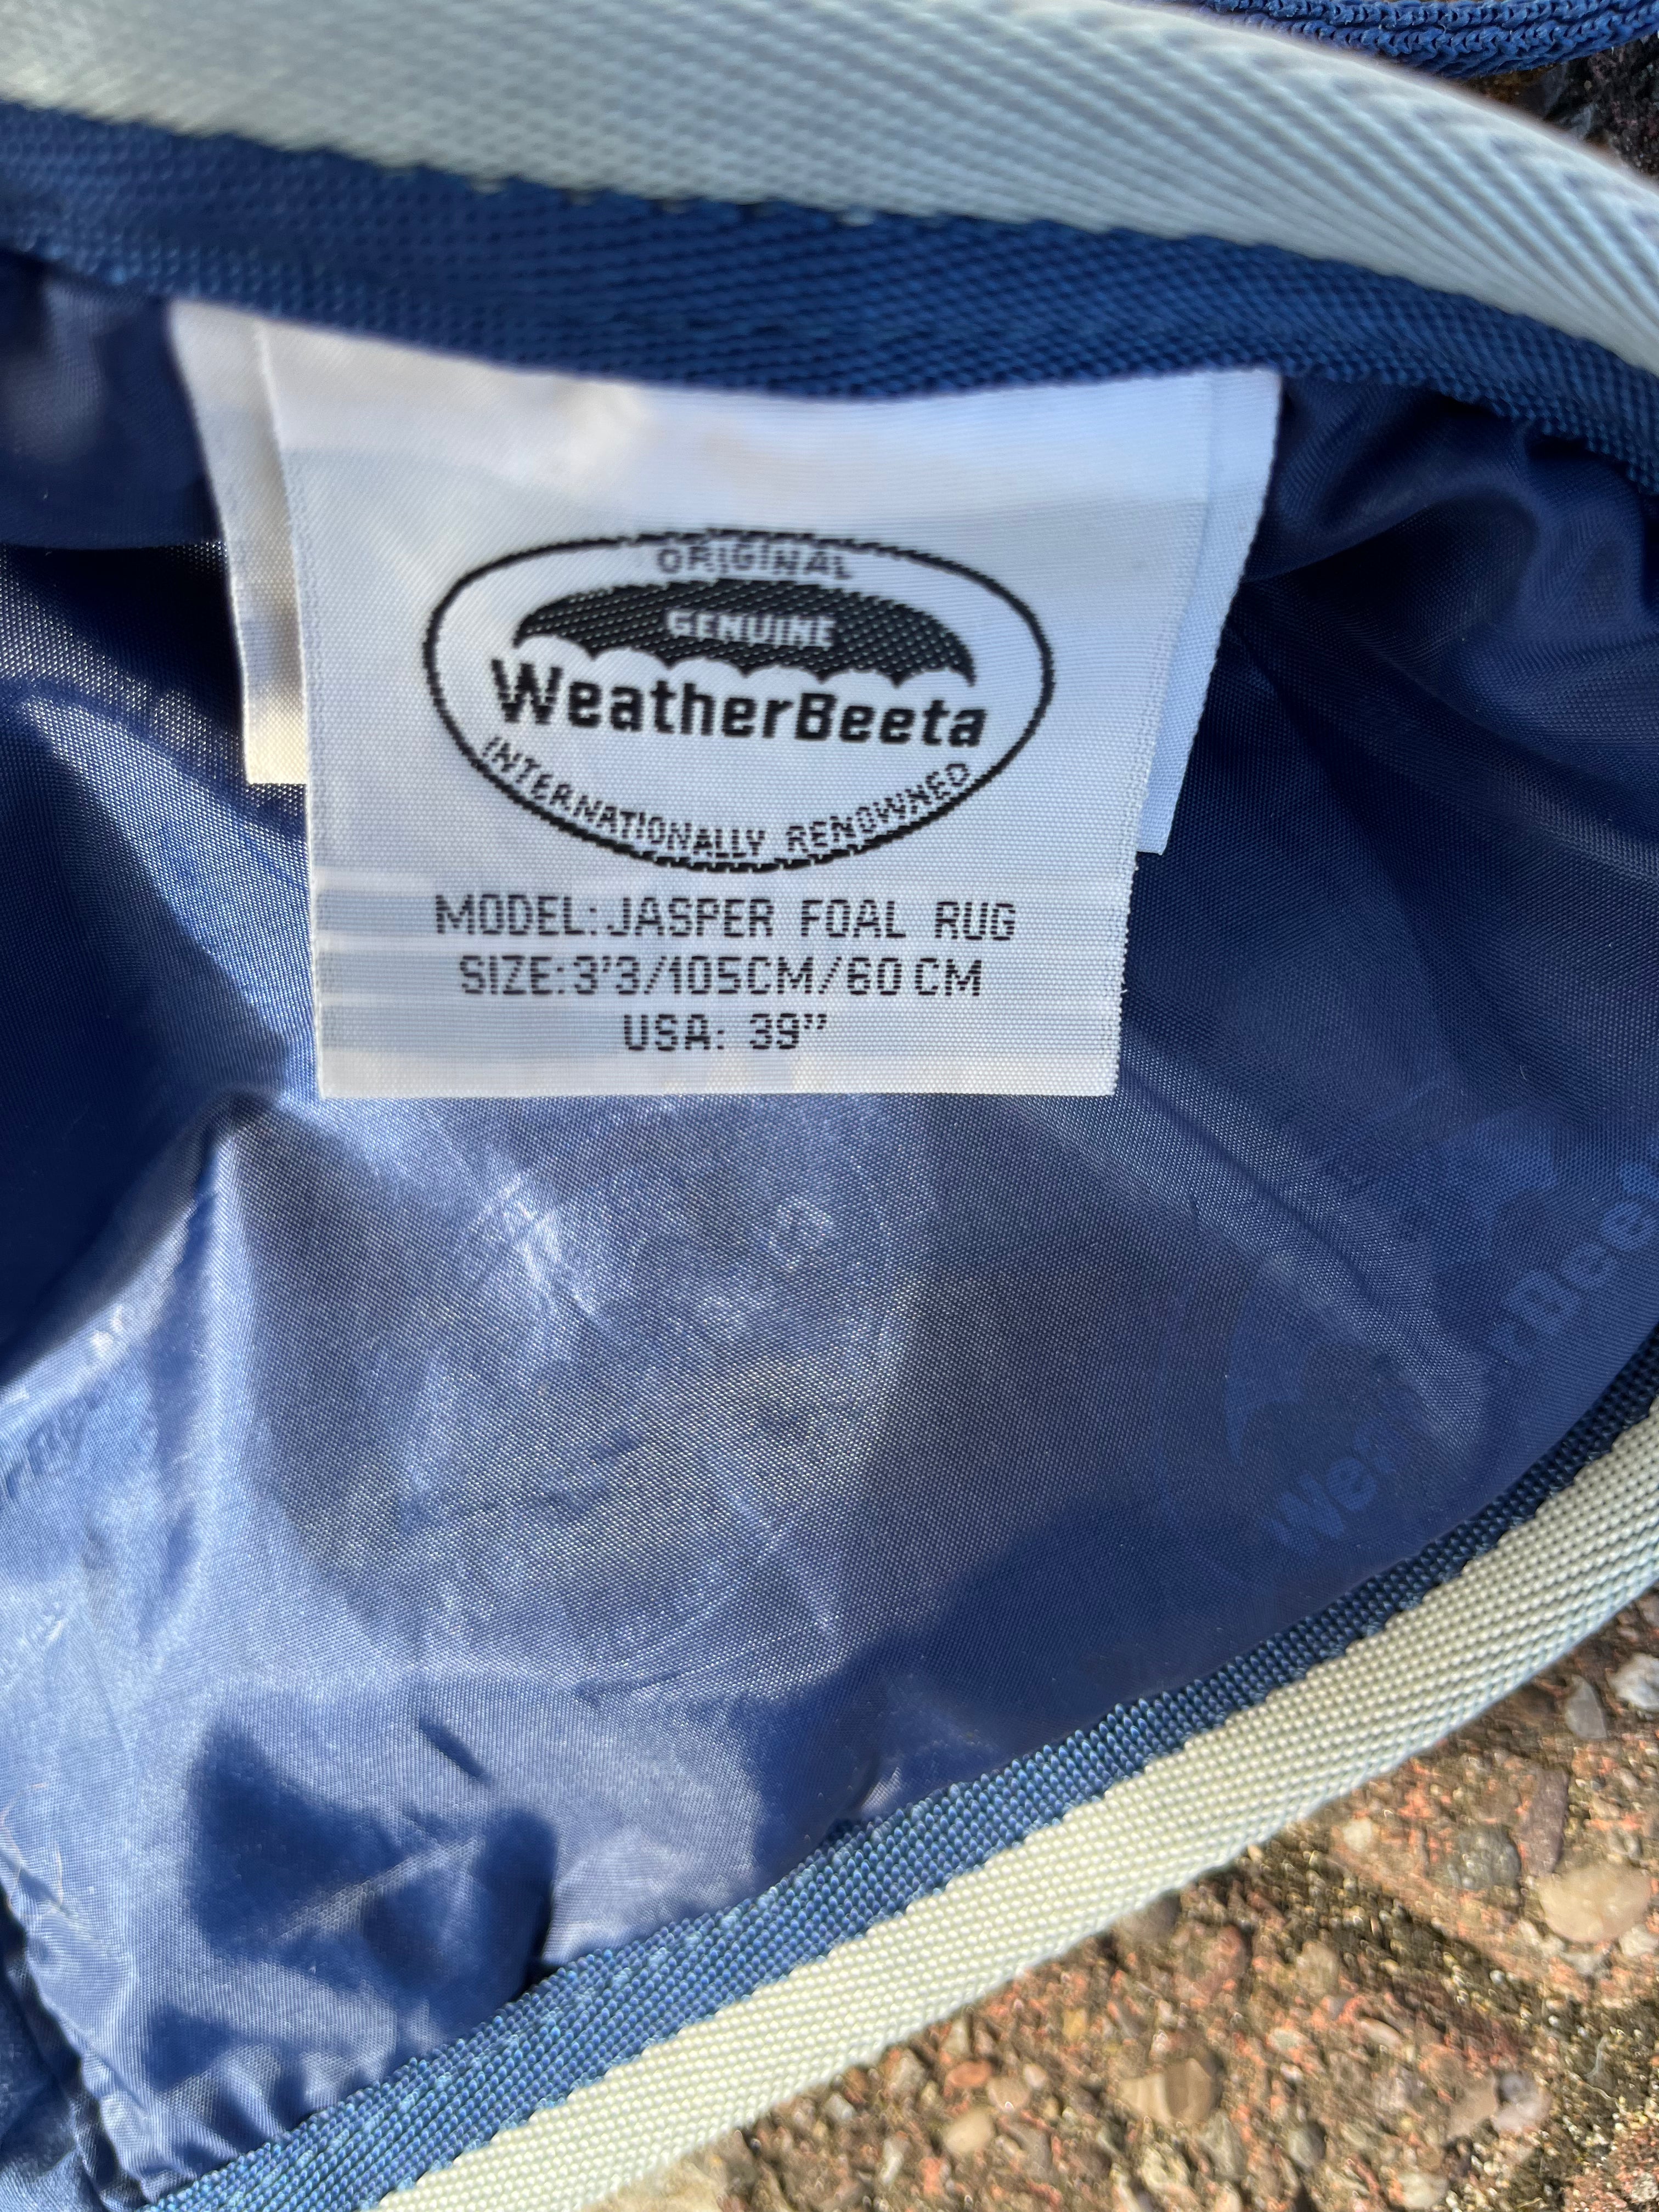 ORIGINAL
GENUINE
WeatherBeeta
INTERNATIONALLY RENOWNED
MODEL: JASPER FOAL RUG
SIZE: 3'3/105CM/60 CM
USA: 39"